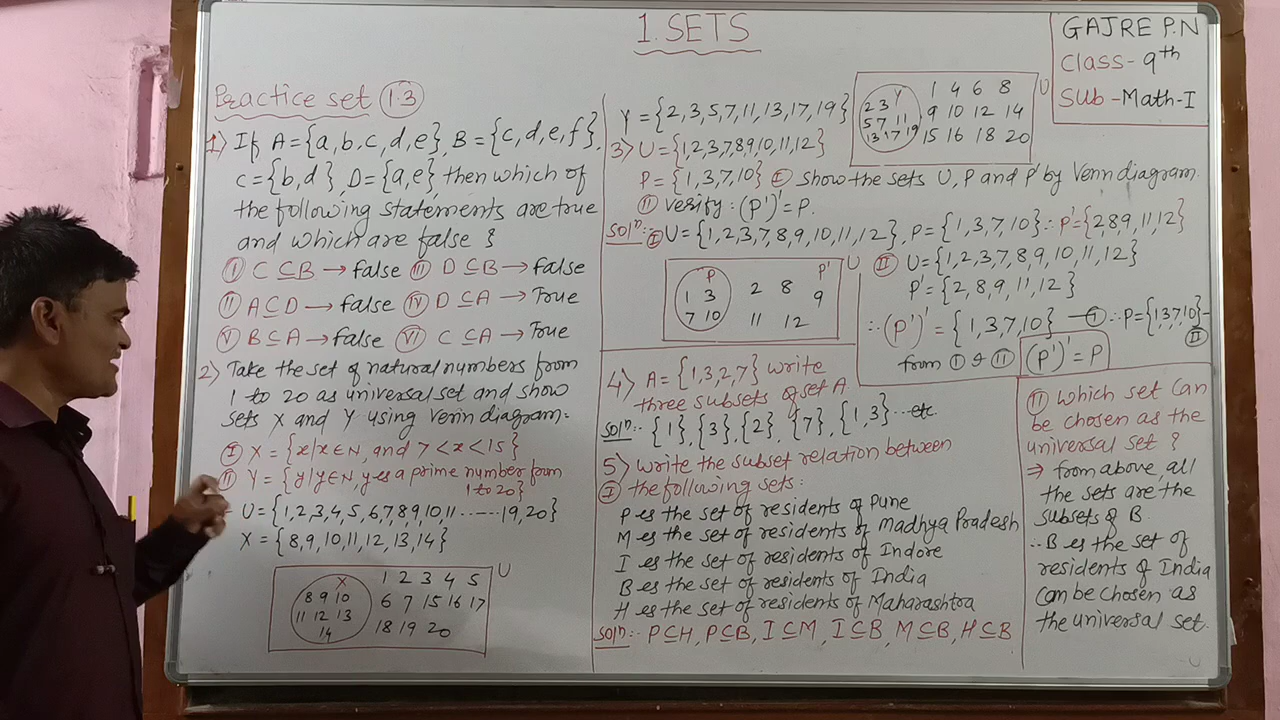 1. SETS
GAJRE P.N
Class - 9th
Sub - Math-I
Practice set 1.3
1) If A = {a, b, c, d, e}, B = {c, d, e, f},
C = {b, d}, D = {a, e} then which of
the following statements are true
and which are false ?
I C ⊆ B → false III D ⊆ B → false
II A ⊆ D → false IV D ⊆ A → True
V B ⊆ A → false VI C ⊆ A → True
2) Take the set of natural numbers from
1 to 20 as universal set and show
sets X and Y using Venn diagram.
I X = {x/x∈N, and 7 < x < 15}
II Y = {y/y∈N, y es a prime number from
1 to 20}
U = {1, 2, 3, 4, 5, 6, 7, 8, 9, 10, 11 ...... 19, 20}
X = {8, 9, 10, 11, 12, 13, 14}
U
X 1 2 3 4 5
8 9 10 6 7 15 16 17
11 12 13
14 18 19 20
Y = {2, 3, 5, 7, 11, 13, 17, 19}
U
Y 1 4 6 8
2 3
5 7 11 9 10 12 14
13 17 19 15 16 18 20
3) U = {1, 2, 3, 7, 8, 9, 10, 11, 12}
P = {1, 3, 7, 10} I Show the sets U, P and P' by Venn diagram.
II Verify : (P')' = P.
Solⁿ:- I U = {1, 2, 3, 7, 8, 9, 10, 11, 12}, P = {1, 3, 7, 10} ∴ P' = {2 8, 9, 11, 12}
U
P P'
1 3 2 8 9
7 10 11 12
II U = {1, 2, 3, 7, 8, 9, 10, 11, 12}
P' = {2, 8, 9, 11, 12}
∴ (P')' = {1, 3, 7, 10} — I ∴ P = {1, 3, 7, 10} - II
from I & II (P')' = P
4) A = {1, 3, 2, 7} write
three subsets of set A
Solⁿ:- {1}, {3}, {2}, {7}, {1, 3} ... etc.
5) Write the subset relation between
I the following sets :
P es the set of residents of Pune
M es the set of residents of Madhya Pradesh
I es the set of residents of Indore
B es the set of residents of India
H es the set of residents of Maharashtra
Solⁿ:- P ⊆ H, P ⊆ B, I ⊆ M, I ⊆ B, M ⊆ B, H ⊆ B
II Which set can
be chosen as the
universal set ?
⇒ from above, all
the sets are the
subsets of B.
∴ B es the set of
residents of India
can be chosen as
the universal set.